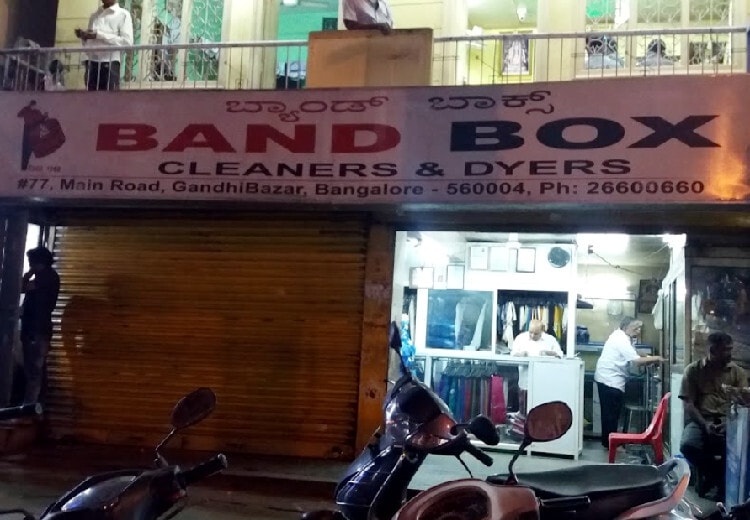 ಬ್ಯಾಂಡ್ ಬಾಕ್ಸ್
BAND BOX
CLEANERS & DYERS
#77, Main Road, GandhiBazar, Bangalore - 560004, Ph: 26600660